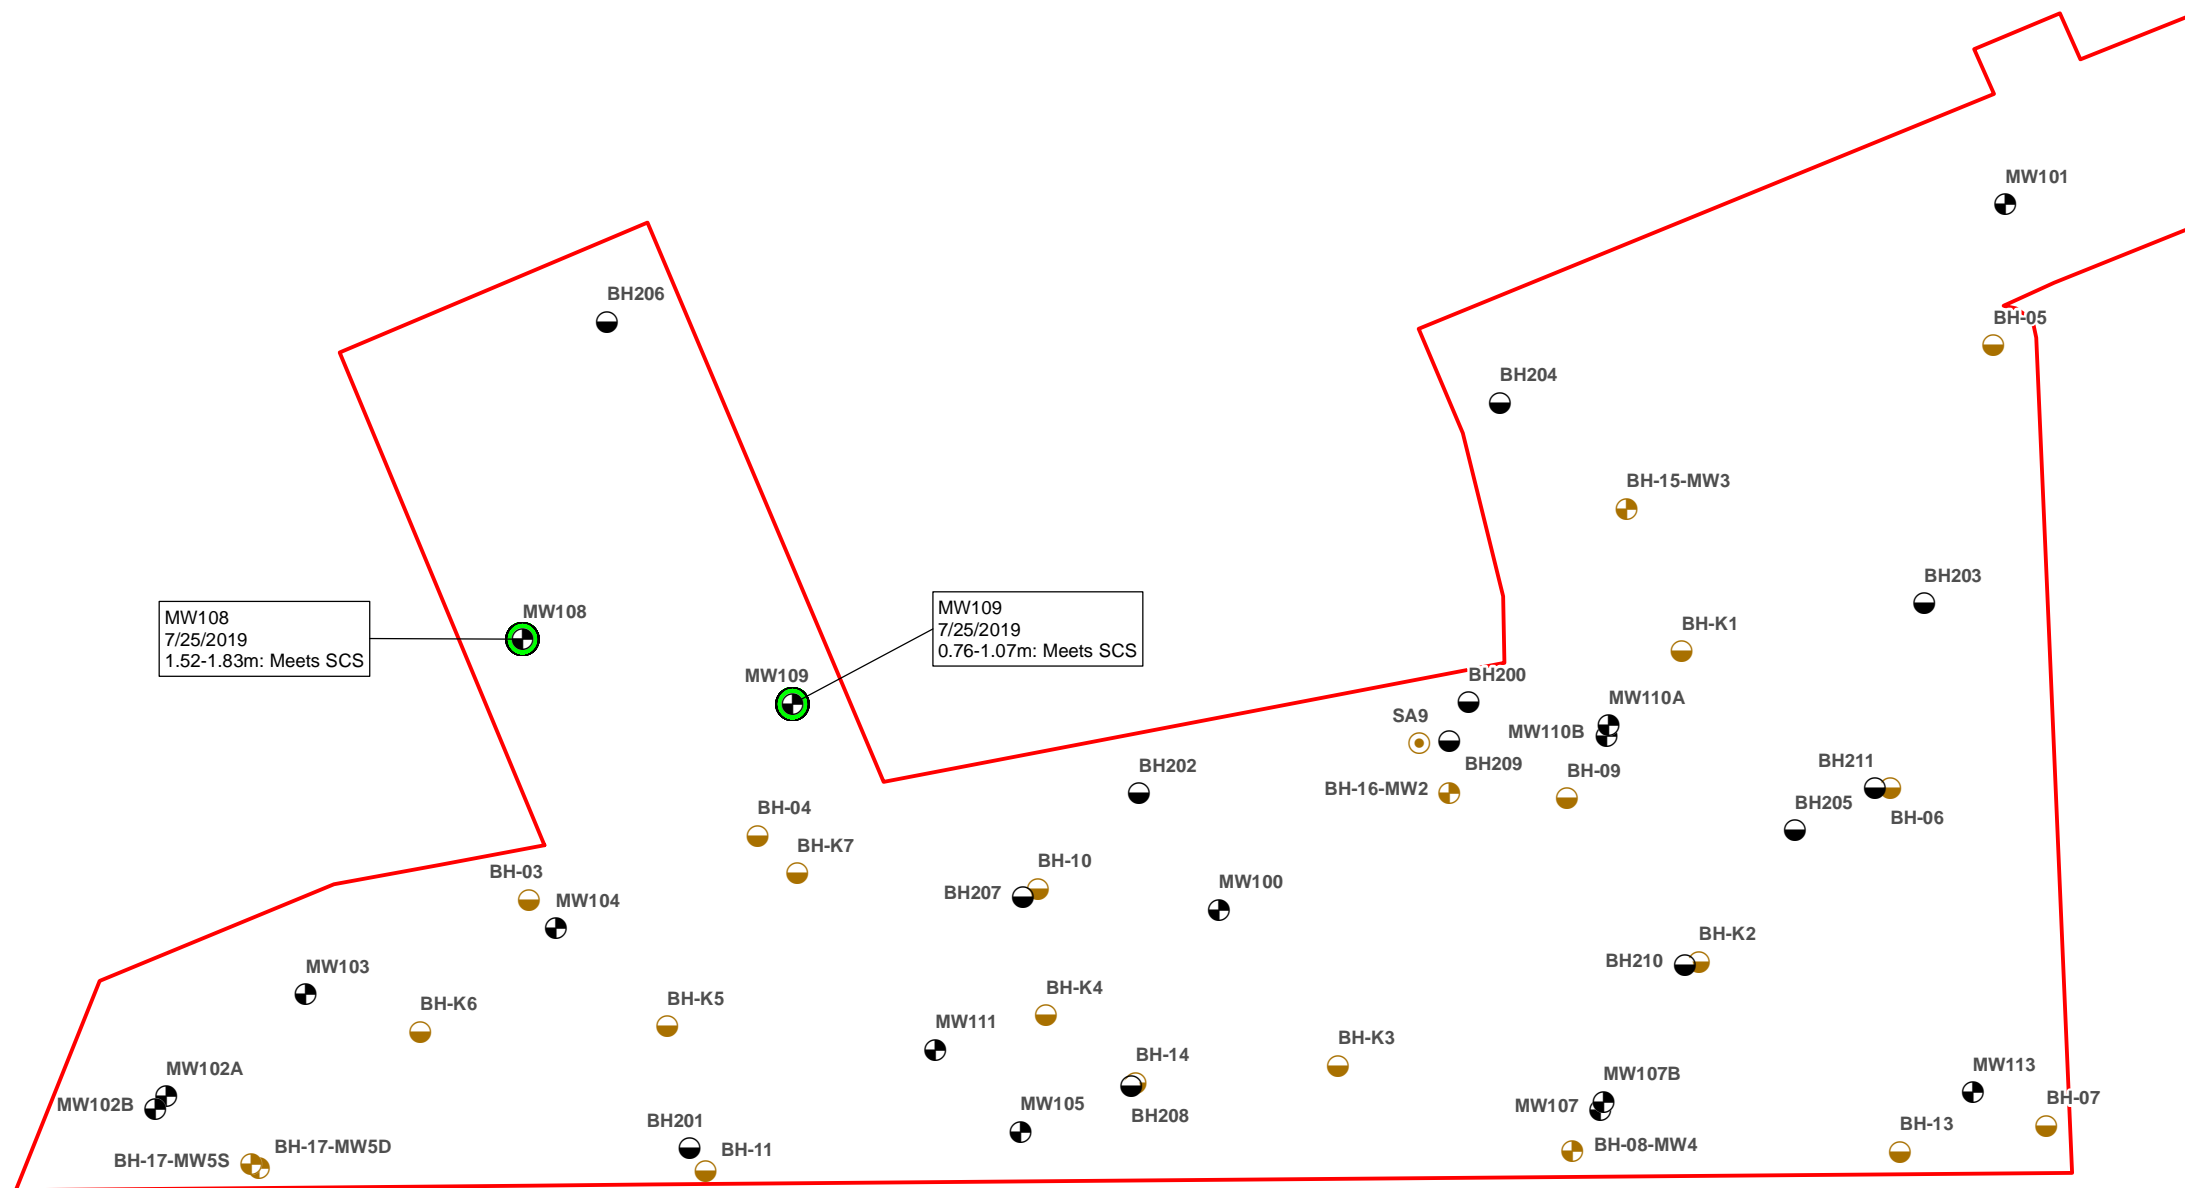 MW101
BH206
BH-05
BH204
BH-15-MW3
BH203
MW108
7/25/2019
1.52-1.83m: Meets SCS
MW108
MW109
7/25/2019
0.76-1.07m: Meets SCS
BH-K1
MW109
BH200
MW110A
SA9
MW110B
BH209
BH202
BH-09
BH211
BH-16-MW2
BH-04
BH205
BH-06
BH-K7
BH-10
BH-03
MW104
BH207
MW100
BH-K2
BH210
MW103
BH-K6
BH-K5
BH-K4
MW111
BH-K3
BH-14
MW102A
MW113
MW107B
BH-07
MW102B
MW107
MW105
BH208
BH201
BH-13
BH-17-MW5D
BH-11
BH-08-MW4
BH-17-MW5S